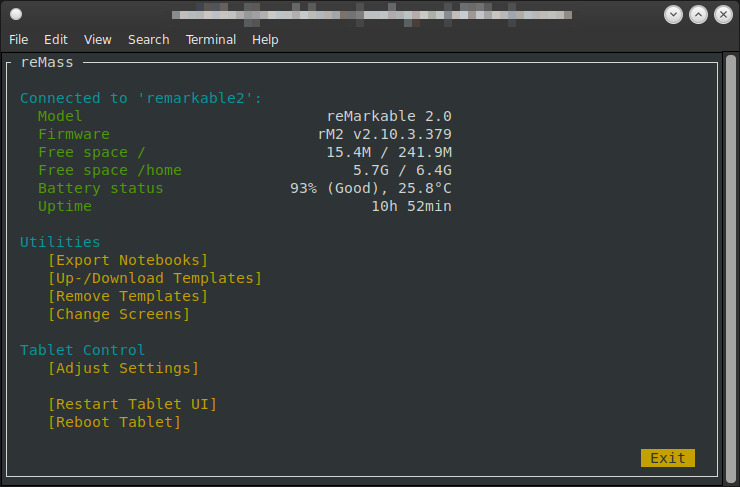 File Edit View Search Terminal Help
reMass
Connected to 'remarkable2':
Model reMarkable 2.0
Firmware rM2 v2.10.3.379
Free space / 15.4M / 241.9M
Free space /home 5.7G / 6.4G
Battery status 93% (Good), 25.8°C
Uptime 10h 52min
Utilities
[Export Notebooks]
[Up-/Download Templates]
[Remove Templates]
[Change Screens]
Tablet Control
[Adjust Settings]
[Restart Tablet UI]
[Reboot Tablet]
Exit